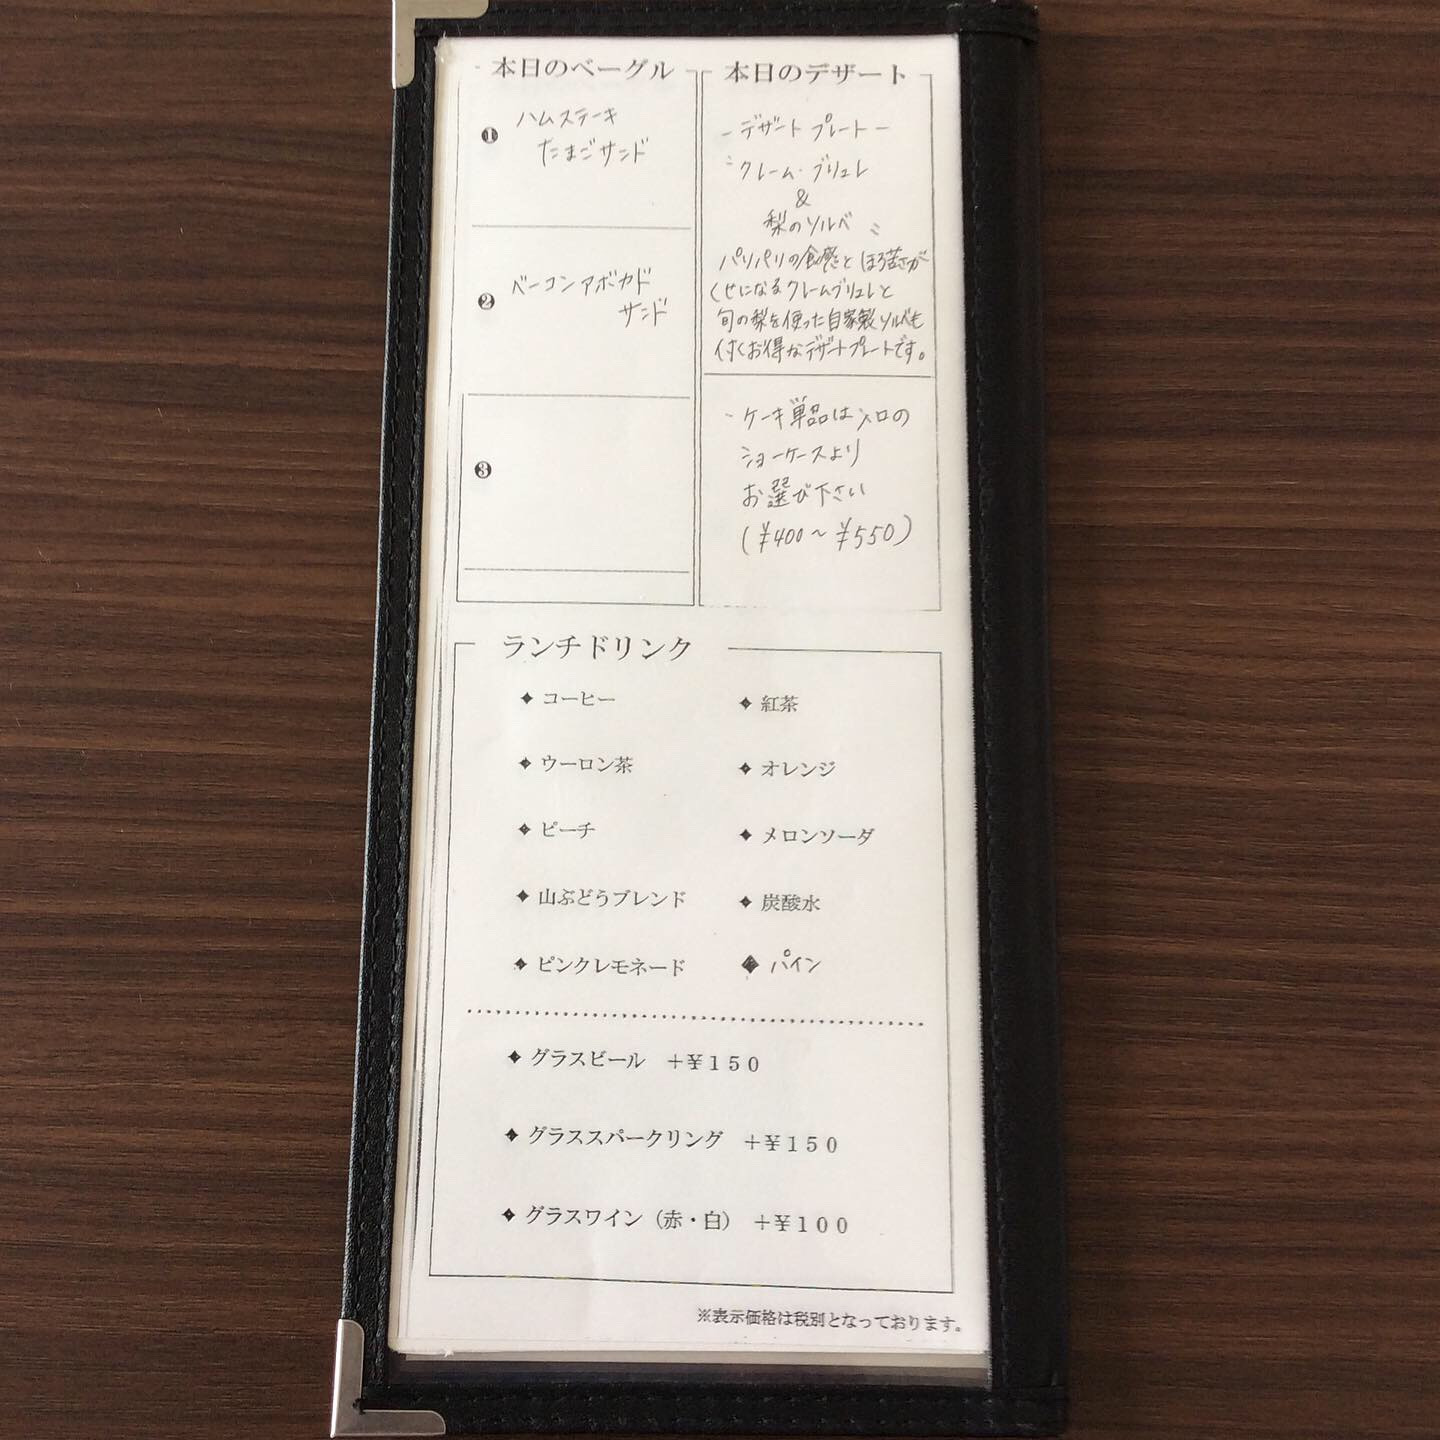 本日のベーグル
❶ ハムステーキ
たまごサンド
❷ ベーコンアボカド
サンド
❸
本日のデザート
-デザートプレート-
〝クレーム・ブリュレ
&
梨のソルベ〟
パリパリの食感とほろ苦さが
くせになるクレームブリュレと
旬の梨を使った自家製ソルベも
付くお得なデザートプレートです。
・ケーキ単品は入口の
ショーケースより
お選び下さい
(¥400~¥550)
ランチドリンク
◆ コーヒー
◆ 紅茶
◆ ウーロン茶
◆ オレンジ
◆ ピーチ
◆ メロンソーダ
◆ 山ぶどうブレンド
◆ 炭酸水
◆ ピンクレモネード
◆ パイン
◆ グラスビール +¥150
◆ グラススパークリング +¥150
◆ グラスワイン(赤・白) +¥100
※表示価格は税別となっております。